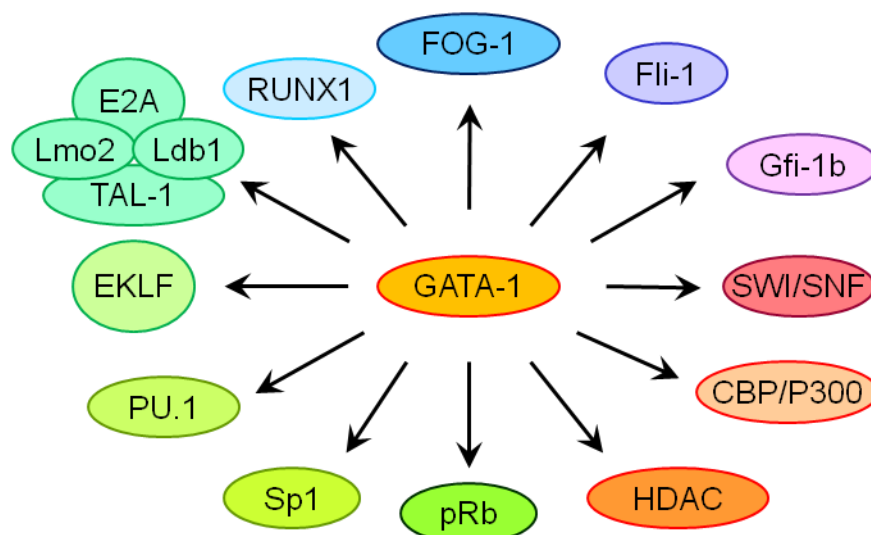 FOG-1
Fli-1
RUNX1
E2A
Lmo2
Ldb1
TAL-1
Gfi-1b
EKLF
GATA-1
SWI/SNF
PU.1
CBP/P300
Sp1
pRb
HDAC